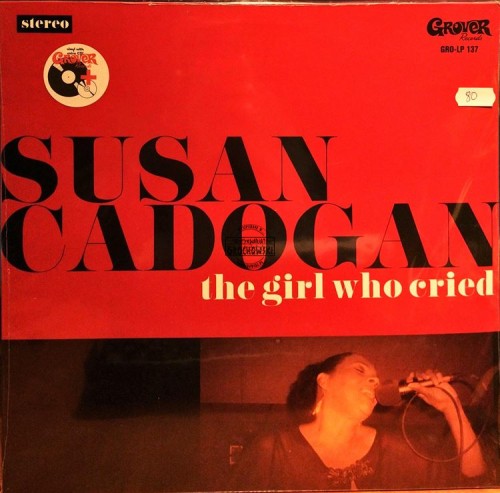 stereo
GROVER
Records
GRO-LP 137
GROVER
80
SUSAN
CADOGAN
the girl who cried